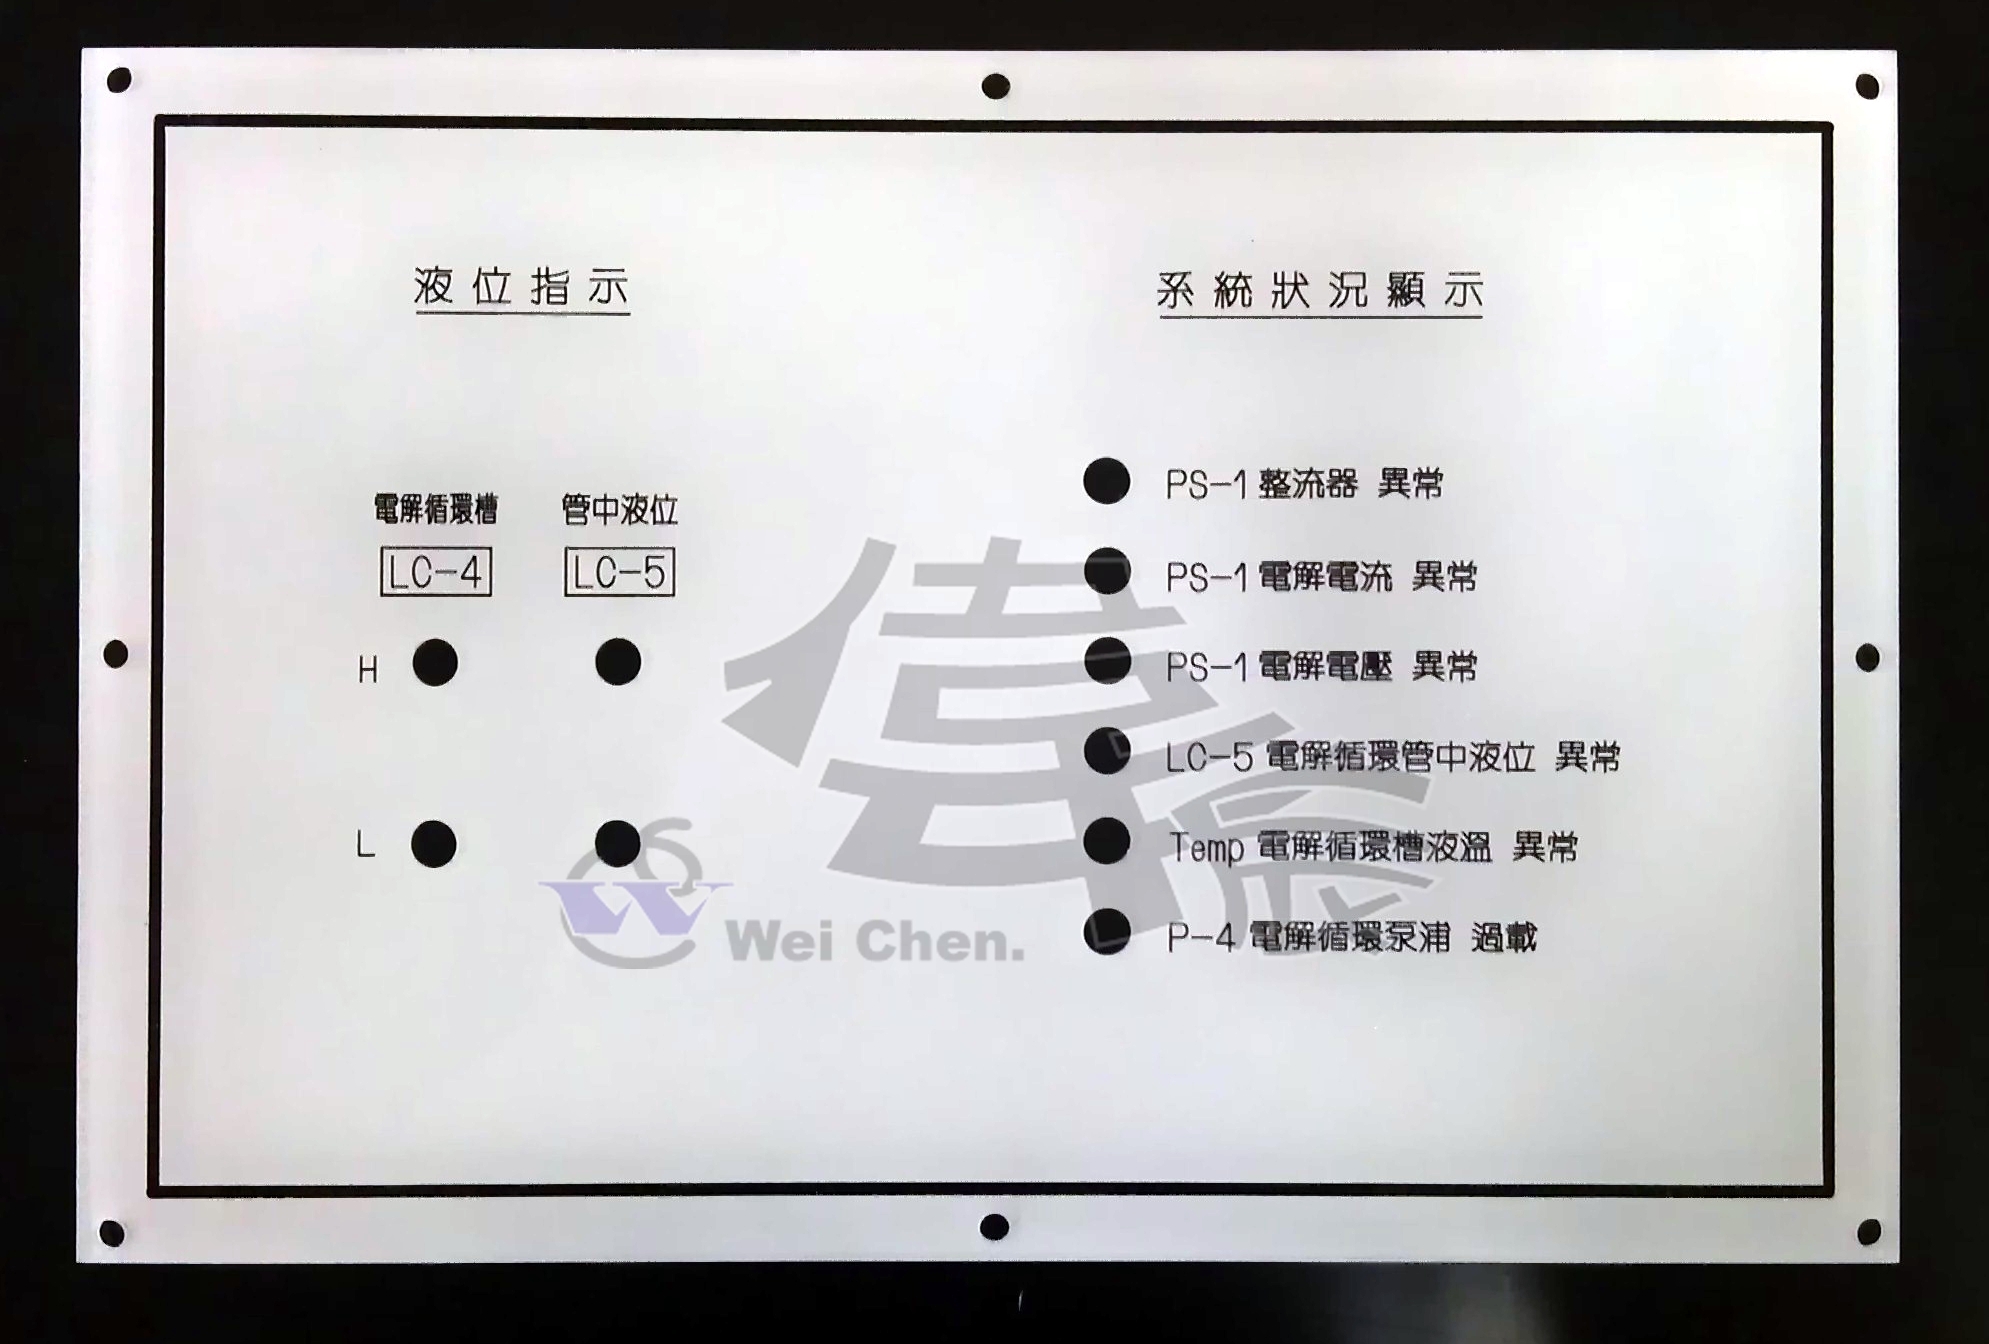 液位指示
電解循環槽 管中液位
LC-4 LC-5
H
L
系統狀況顯示
PS-1 整流器 異常
PS-1 電解電流 異常
PS-1 電解電壓 異常
LC-5 電解循環管中液位 異常
Temp 電解循環槽液溫 異常
P-4 電解循環泵浦 過載
偉辰
W Wei Chen.